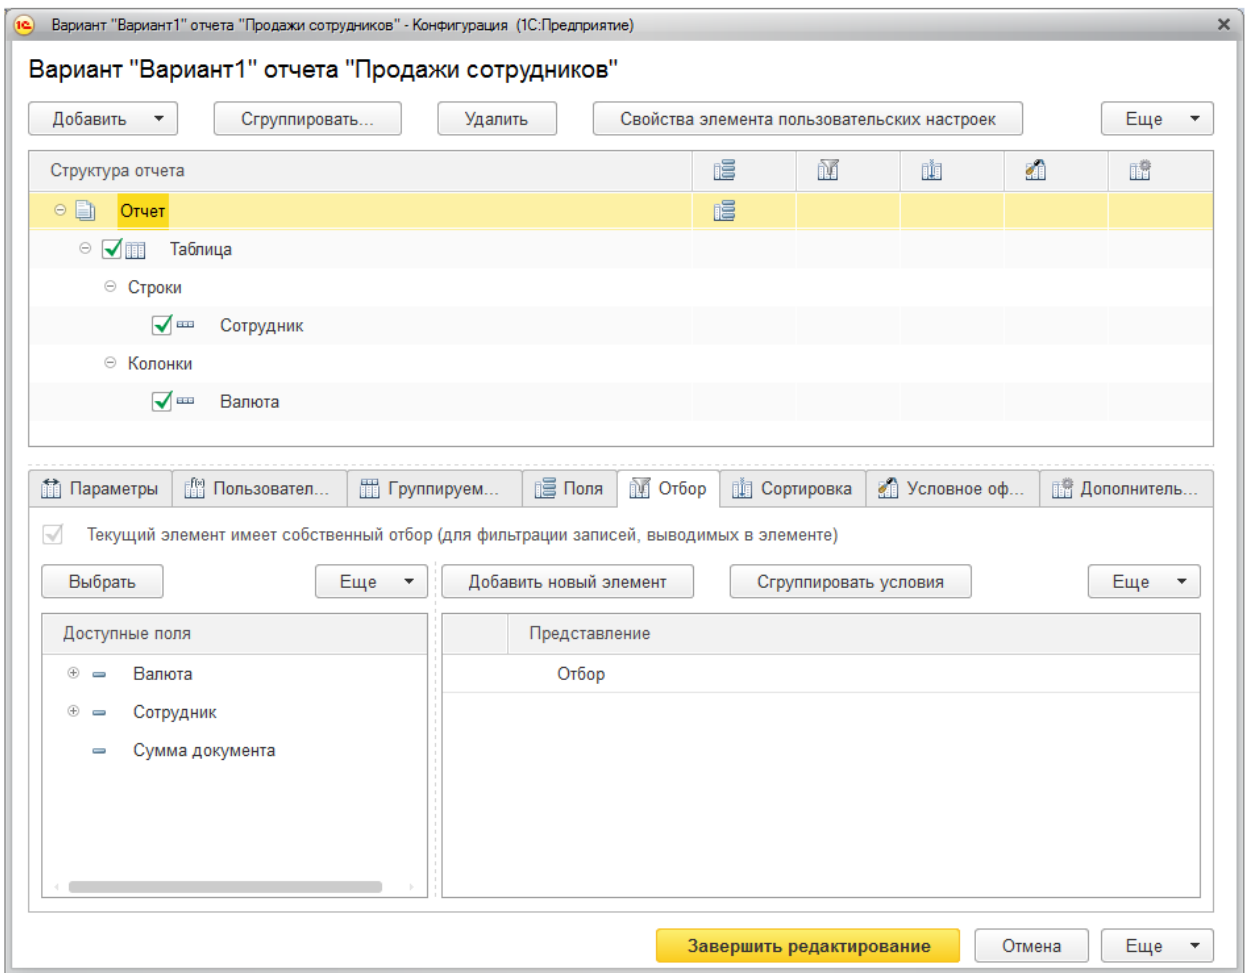 Вариант "Вариант1" отчета "Продажи сотрудников" - Конфигурация (1С:Предприятие)
Вариант "Вариант1" отчета "Продажи сотрудников"
Добавить Сгруппировать... Удалить Свойства элемента пользовательских настроек Еще
Структура отчета
Отчет
Таблица
Строки
Сотрудник
Колонки
Валюта
Параметры Пользовател... Группируем... Поля Отбор Сортировка Условное оф... Дополнитель...
Текущий элемент имеет собственный отбор (для фильтрации записей, выводимых в элементе)
Выбрать Еще Добавить новый элемент Сгруппировать условия Еще
Доступные поля Представление
Валюта Отбор
Сотрудник
Сумма документа
Завершить редактирование Отмена Еще